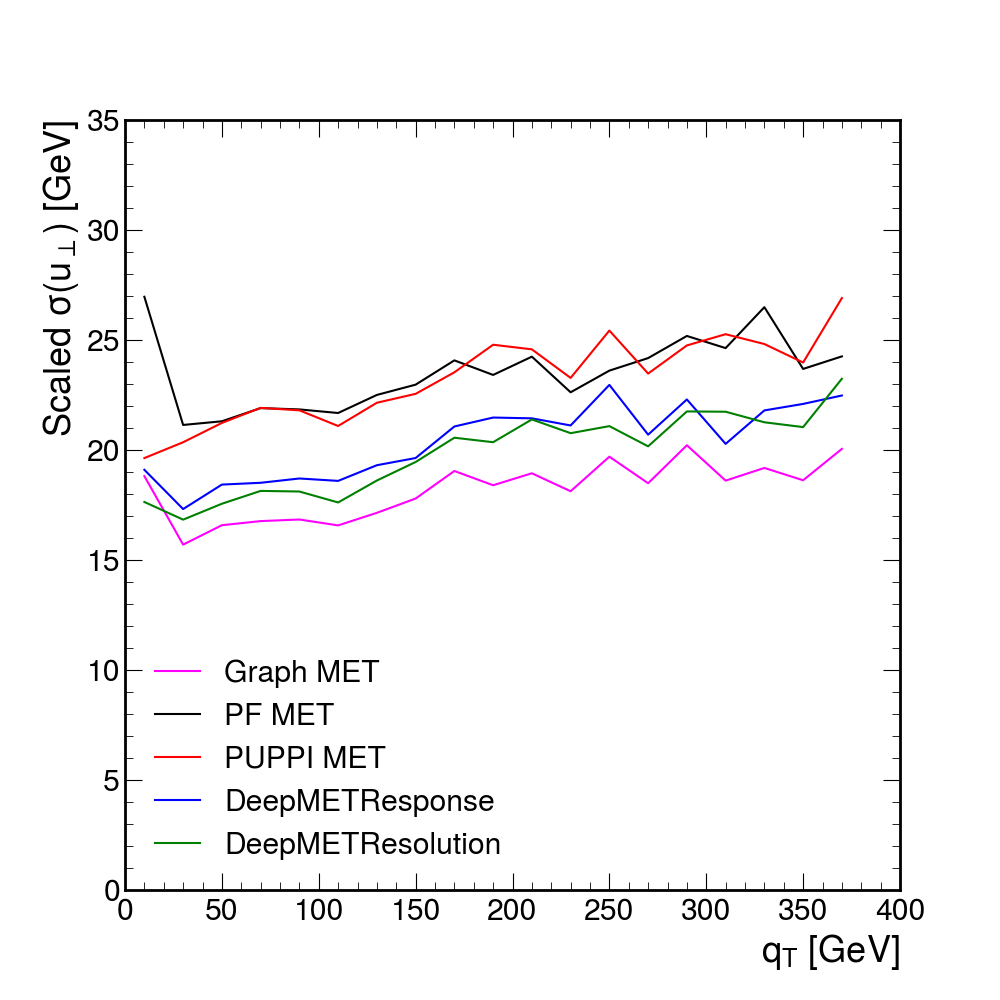 Scaled σ(u⊥) [GeV]
35
30
25
20
15
10
5
0
Graph MET
PF MET
PUPPI MET
DeepMETResponse
DeepMETResolution
0 50 100 150 200 250 300 350 400
qT [GeV]